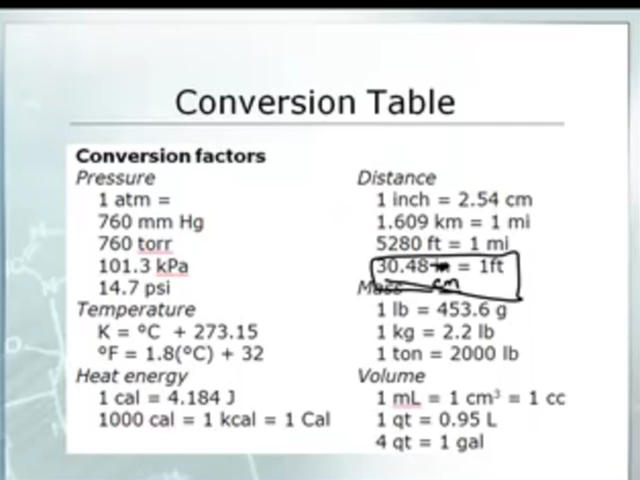 Conversion Table
Conversion factors
Pressure
1 atm =
760 mm Hg
760 torr
101.3 kPa
14.7 psi
Temperature
K = °C + 273.15
°F = 1.8(°C) + 32
Heat energy
1 cal = 4.184 J
1000 cal = 1 kcal = 1 Cal
Distance
1 inch = 2.54 cm
1.609 km = 1 mi
5280 ft = 1 mi
30.48 = 1ft
cm
Mass
1 lb = 453.6 g
1 kg = 2.2 lb
1 ton = 2000 lb
Volume
1 mL = 1 cm³ = 1 cc
1 qt = 0.95 L
4 qt = 1 gal